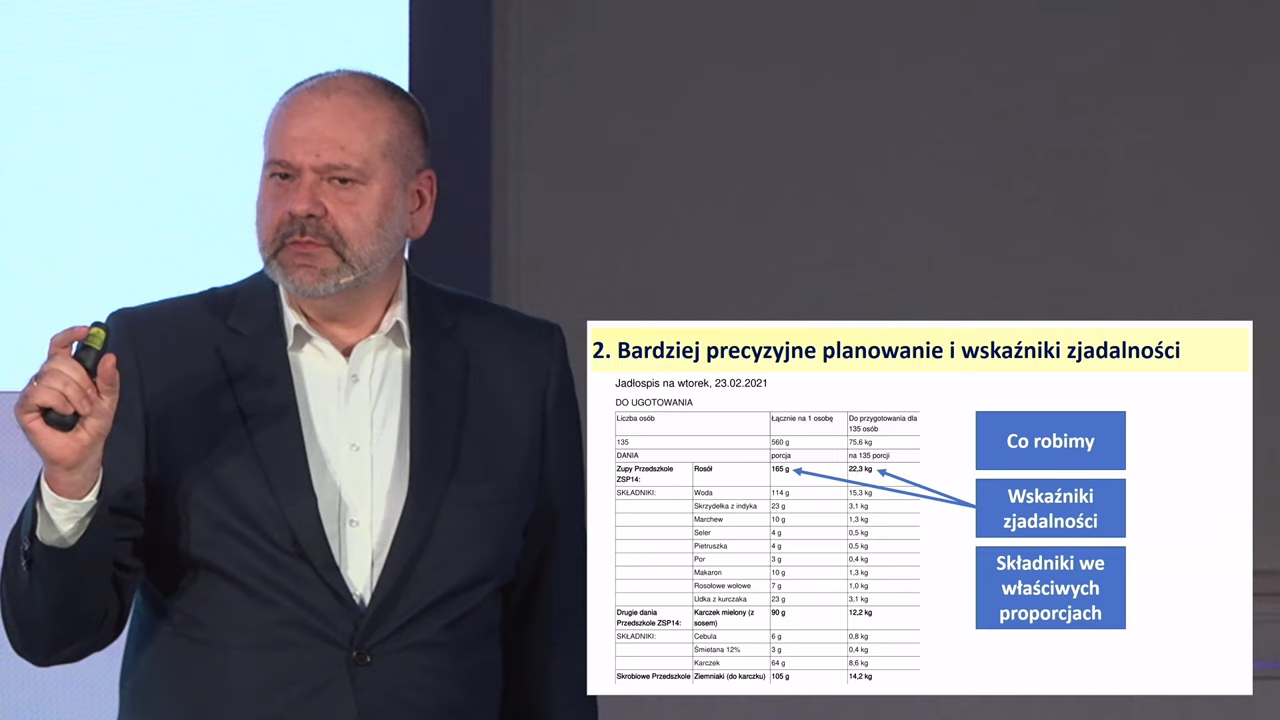 2. Bardziej precyzyjne planowanie i wskaźniki zjadalności
Jadłospis na wtorek, 23.02.2021
DO UGOTOWANIA
Liczba osób Łącznie na 1 osobę Do przygotowania dla 135 osób
135 560 g 75,6 kg
DANIA porcja na 135 porcji
Zupy Przedszkole ZSP14: Rosół 165 g 22,3 kg
SKŁADNIKI: Woda 114 g 15,3 kg
Skrzydełka z indyka 23 g 3,1 kg
Marchew 10 g 1,3 kg
Seler 4 g 0,5 kg
Pietruszka 4 g 0,5 kg
Por 3 g 0,4 kg
Makaron 10 g 1,3 kg
Rosołowe wołowe 7 g 1,0 kg
Udka z kurczaka 23 g 3,1 kg
Drugie dania Przedszkole ZSP14: Karczek mielony (z sosem) 90 g 12,2 kg
SKŁADNIKI: Cebula 6 g 0,8 kg
Śmietana 12% 3 g 0,4 kg
Karczek 64 g 8,6 kg
Skrobiowe Przedszkole Ziemniaki (do karczku) 105 g 14,2 kg
Co robimy
Wskaźniki
zjadalności
Składniki we
właściwych
proporcjach